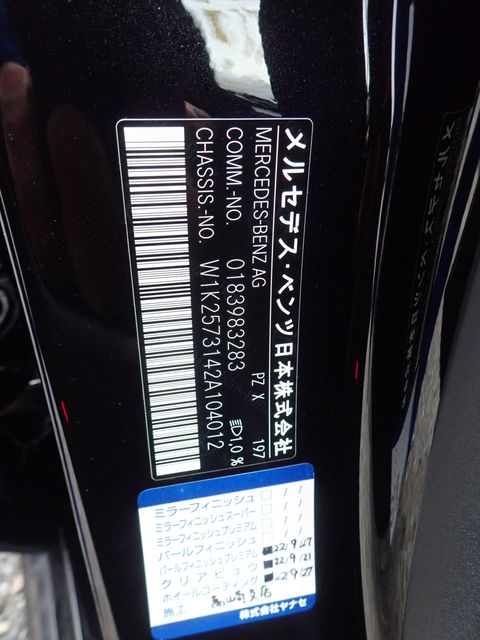 メルセデス・ベンツ日本株式会社
MERCEDES-BENZ AG PZ X 197
COMM.-NO. 0183983283 1,0 %
CHASSIS.-NO. W1K2573142A104012
ミラーフィニッシュ □ / /
ミラーフィニッシュスーパー □ / /
ミラーフィニッシュプレミアム □ / /
パールフィニッシュ □ / /
パールフィニッシュプレミアム ■ 22/9/27
クリアビュウ ■ 22/9/21
ホイールコーティング ■ 22/9/27
施工:
株式会社 ヤナセ